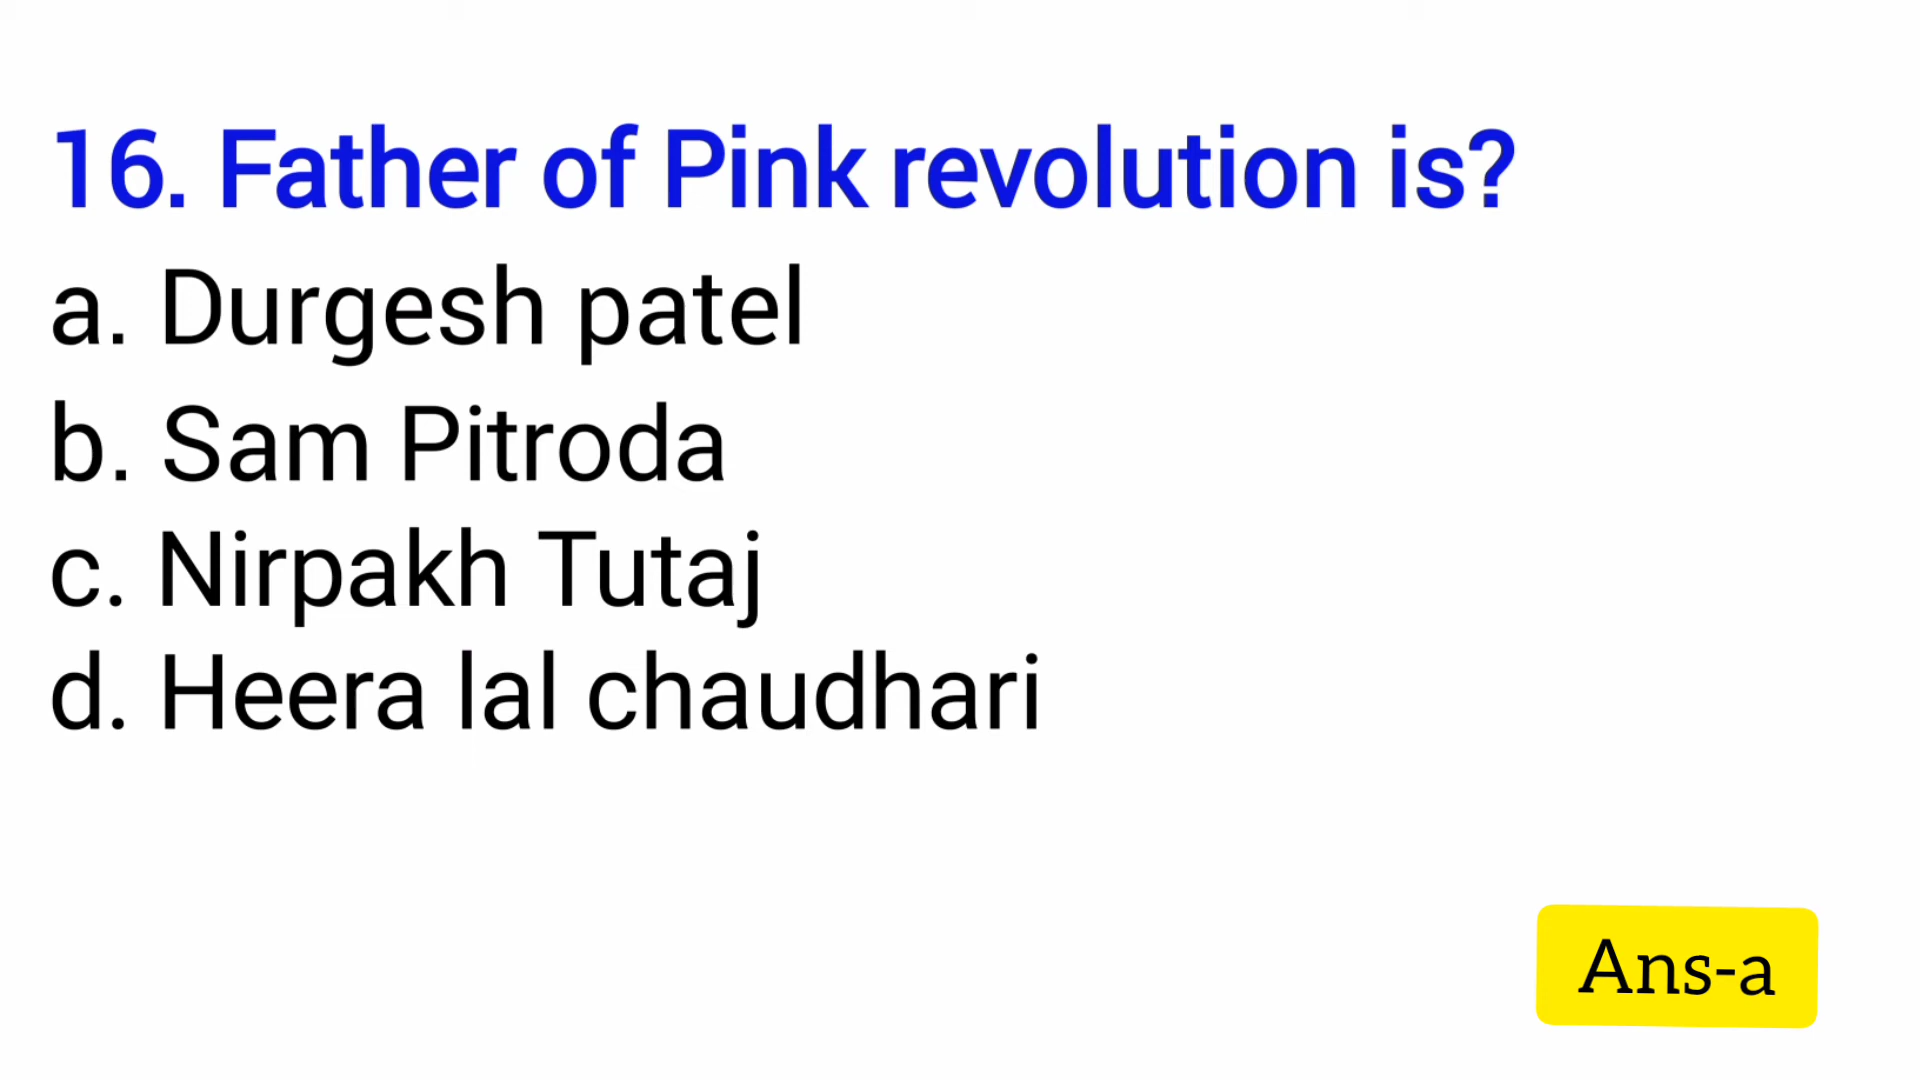 16. Father of Pink revolution is?
a. Durgesh patel
b. Sam Pitroda
c. Nirpakh Tutaj
d. Heera lal chaudhari
Ans-a